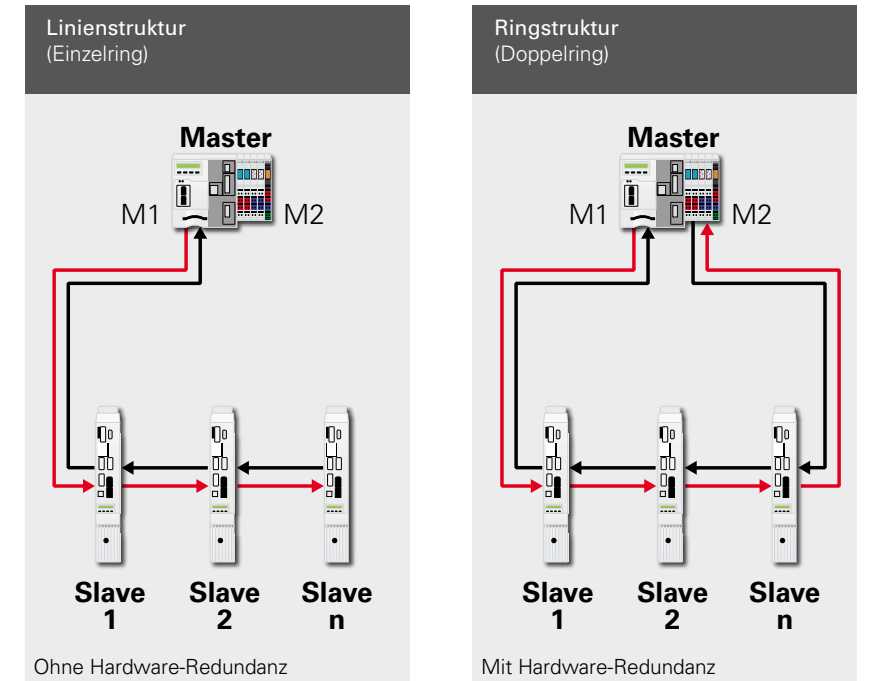 Linienstruktur
(Einzelring)
Master
M1
M2
Slave
1
Slave
2
Slave
n
Ohne Hardware-Redundanz
Ringstruktur
(Doppelring)
Master
M1
M2
Slave
1
Slave
2
Slave
n
Mit Hardware-Redundanz